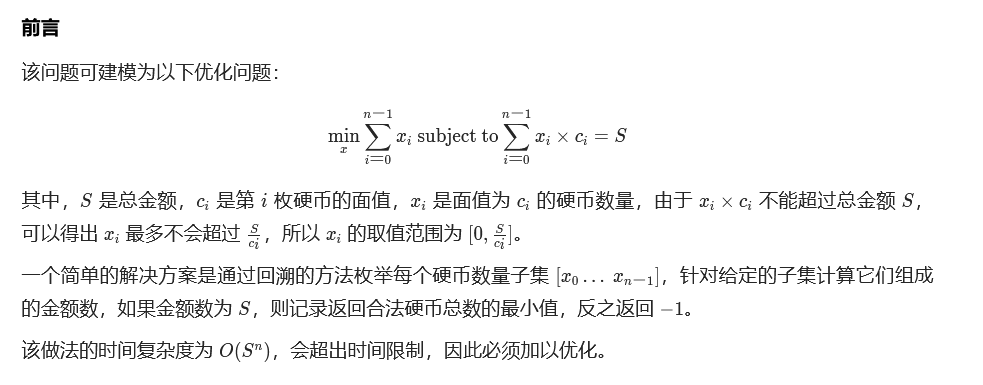 前言
该问题可建模为以下优化问题：
$$\min_{x} \sum_{i=0}^{n-1} x_i \text{ subject to} \sum_{i=0}^{n-1} x_i \times c_i = S$$
其中，$S$ 是总金额，$c_i$ 是第 $i$ 枚硬币的面值，$x_i$ 是面值为 $c_i$ 的硬币数量，由于 $x_i \times c_i$ 不能超过总金额 $S$，
可以得出 $x_i$ 最多不会超过 $\frac{S}{c_i}$，所以 $x_i$ 的取值范围为 $[0, \frac{S}{c_i}]$。
一个简单的解决方案是通过回溯的方法枚举每个硬币数量子集 $[x_0 \dots x_{n-1}]$，针对给定的子集计算它们组成
的金额数，如果金额数为 $S$，则记录返回合法硬币总数的最小值，反之返回 $-1$。
该做法的时间复杂度为 $O(S^n)$，会超出时间限制，因此必须加以优化。